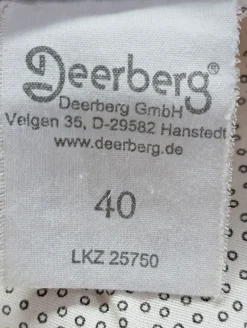 Deerberg®
Deerberg GmbH
Velgen 35, D-29582 Hanstedt
www.deerberg.de
40
LKZ 25750